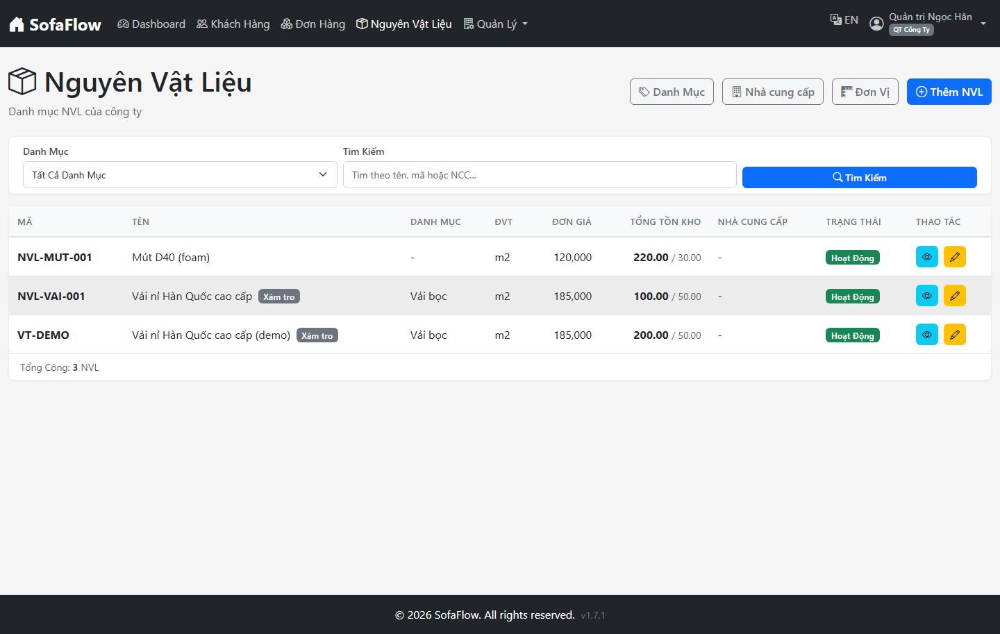 SofaFlow Dashboard Khách Hàng Đơn Hàng Nguyên Vật Liệu Quản Lý EN Quản trị Ngọc Hân
QT Công Ty
Nguyên Vật Liệu
Danh mục NVL của công ty
Danh Mục Nhà cung cấp Đơn Vị Thêm NVL
Danh Mục Tìm Kiếm
Tất Cả Danh Mục Tìm theo tên, mã hoặc NCC... Tìm Kiếm
MÃ TÊN DANH MỤC ĐVT ĐƠN GIÁ TỔNG TỒN KHO NHÀ CUNG CẤP TRẠNG THÁI THAO TÁC
NVL-MUT-001 Mút D40 (foam) - m2 120,000 220.00 / 30.00 - Hoạt Động
NVL-VAI-001 Vải nỉ Hàn Quốc cao cấp Xám tro Vải bọc m2 185,000 100.00 / 50.00 - Hoạt Động
VT-DEMO Vải nỉ Hàn Quốc cao cấp (demo) Xám tro Vải bọc m2 185,000 200.00 / 50.00 - Hoạt Động
Tổng Cộng: 3 NVL
© 2026 SofaFlow. All rights reserved. v1.7.1